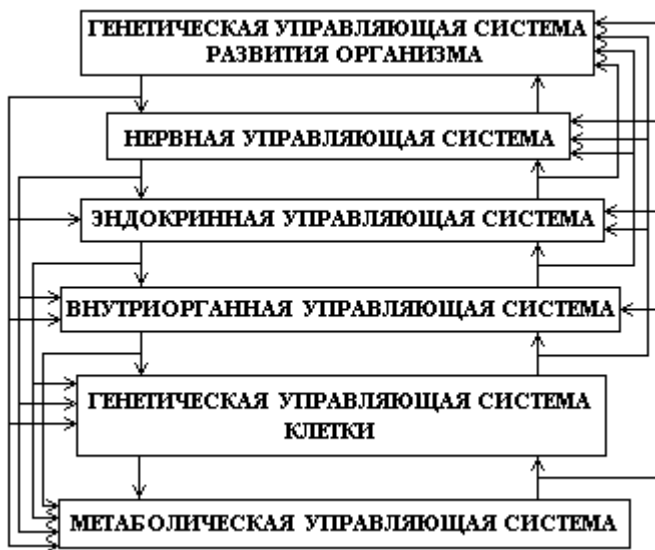 ГЕНЕТИЧЕСКАЯ УПРАВЛЯЮЩАЯ СИСТЕМА
РАЗВИТИЯ ОРГАНИЗМА
НЕРВНАЯ УПРАВЛЯЮЩАЯ СИСТЕМА
ЭНДОКРИННАЯ УПРАВЛЯЮЩАЯ СИСТЕМА
ВНУТРИОРГАННАЯ УПРАВЛЯЮЩАЯ СИСТЕМА
ГЕНЕТИЧЕСКАЯ УПРАВЛЯЮЩАЯ СИСТЕМА
КЛЕТКИ
МЕТАБОЛИЧЕСКАЯ УПРАВЛЯЮЩАЯ СИСТЕМА